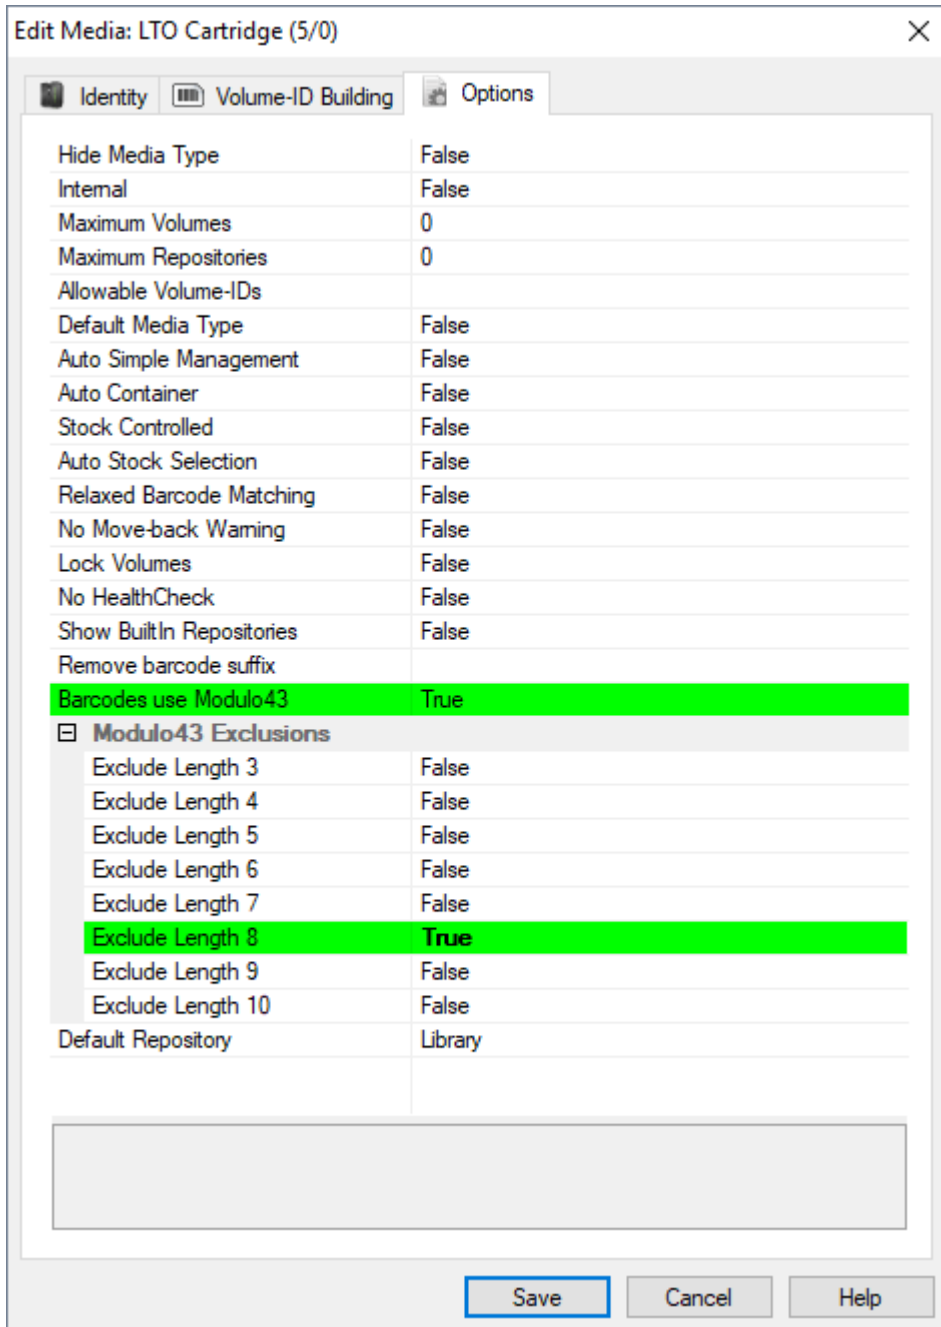 Edit Media: LTO Cartridge (5/0)
Identity Volume-ID Building Options
Hide Media Type False
Internal False
Maximum Volumes 0
Maximum Repositories 0
Allowable Volume-IDs
Default Media Type False
Auto Simple Management False
Auto Container False
Stock Controlled False
Auto Stock Selection False
Relaxed Barcode Matching False
No Move-back Warning False
Lock Volumes False
No HealthCheck False
Show BuiltIn Repositories False
Remove barcode suffix
Barcodes use Modulo43 True
Modulo43 Exclusions
Exclude Length 3 False
Exclude Length 4 False
Exclude Length 5 False
Exclude Length 6 False
Exclude Length 7 False
Exclude Length 8 True
Exclude Length 9 False
Exclude Length 10 False
Default Repository Library
Save Cancel Help